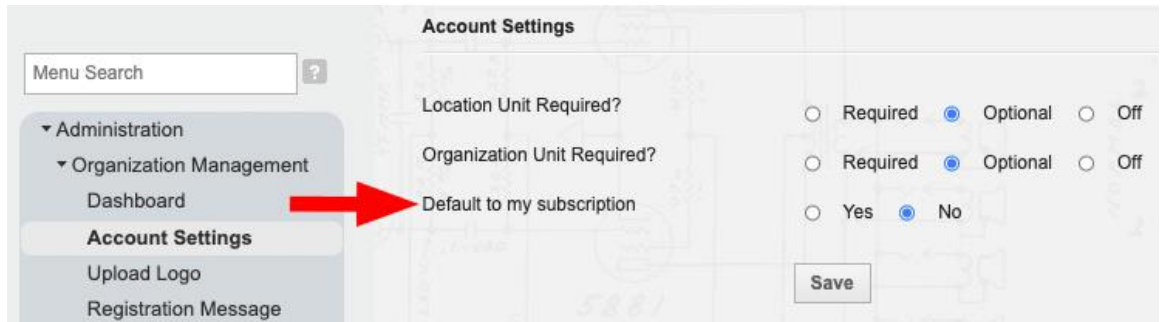 Account Settings
Menu Search ?
Location Unit Required? Required Optional Off
Administration
Organization Unit Required? Required Optional Off
Organization Management
Dashboard
Default to my subscription Yes No
Account Settings
Upload Logo
Save
Registration Message
5881